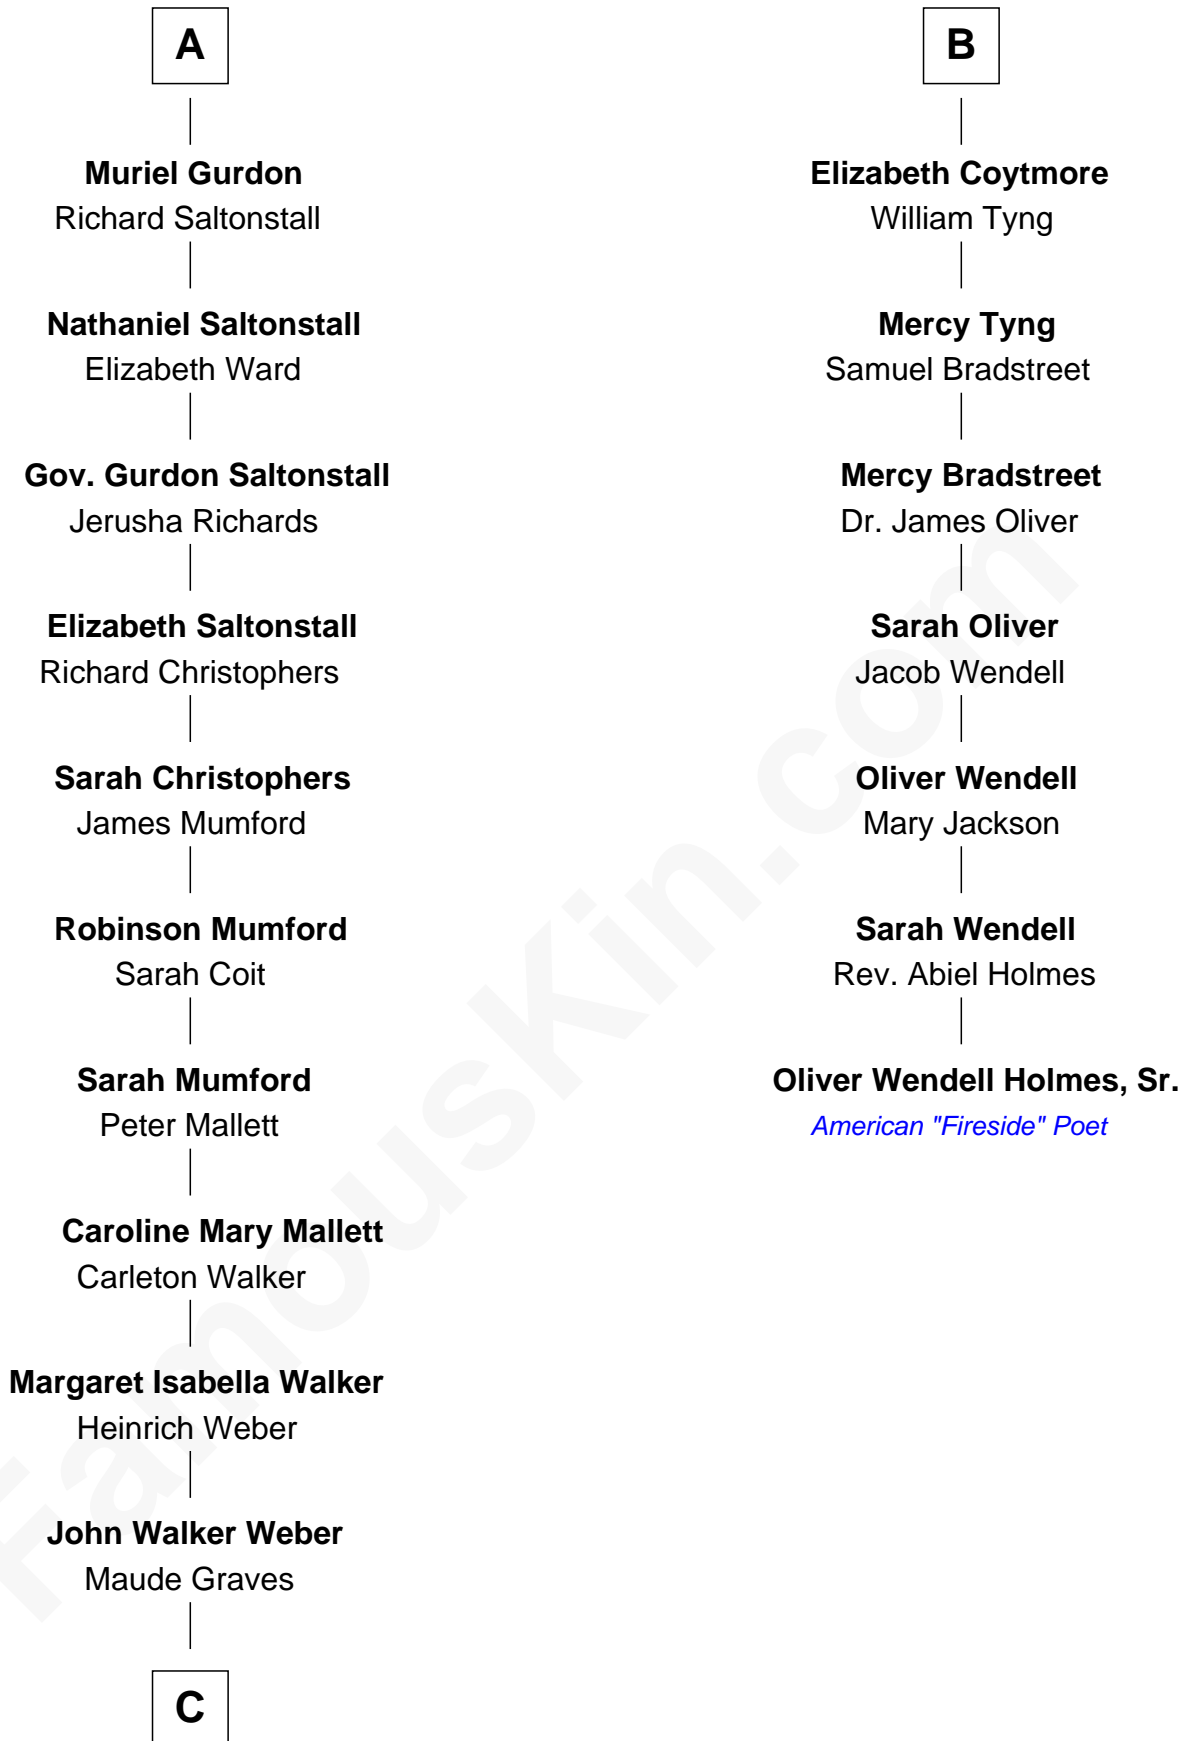 A
Muriel Gurdon
Richard Saltonstall
Nathaniel Saltonstall
Elizabeth Ward
Gov. Gurdon Saltonstall
Jerusha Richards
Elizabeth Saltonstall
Richard Christophers
Sarah Christophers
James Mumford
Robinson Mumford
Sarah Coit
Sarah Mumford
Peter Mallett
Caroline Mary Mallett
Carleton Walker
Margaret Isabella Walker
Heinrich Weber
John Walker Weber
Maude Graves
C
B
Elizabeth Coytmore
William Tyng
Mercy Tyng
Samuel Bradstreet
Mercy Bradstreet
Dr. James Oliver
Sarah Oliver
Jacob Wendell
Oliver Wendell
Mary Jackson
Sarah Wendell
Rev. Abiel Holmes
Oliver Wendell Holmes, Sr.
American "Fireside" Poet
FamousKin.com